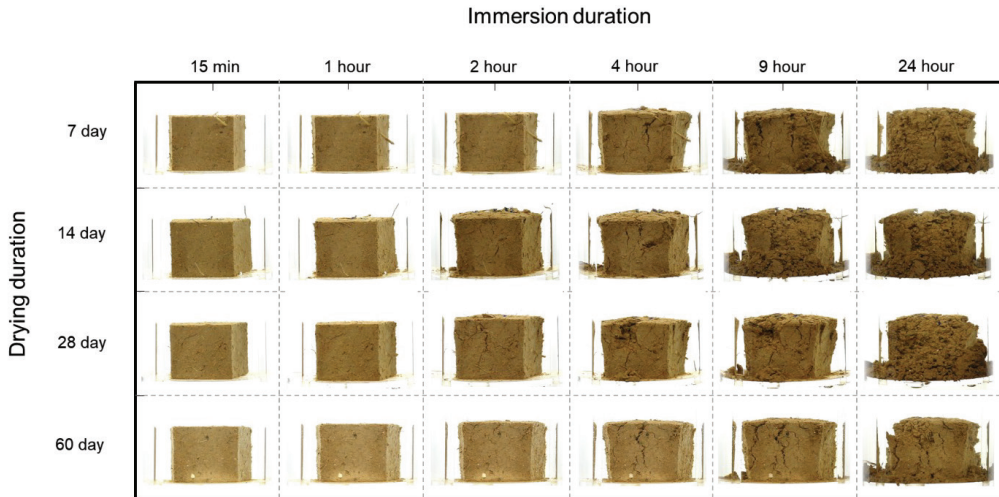 Immersion duration
15 min 1 hour 2 hour 4 hour 9 hour 24 hour
7 day
14 day
28 day
60 day
Drying duration